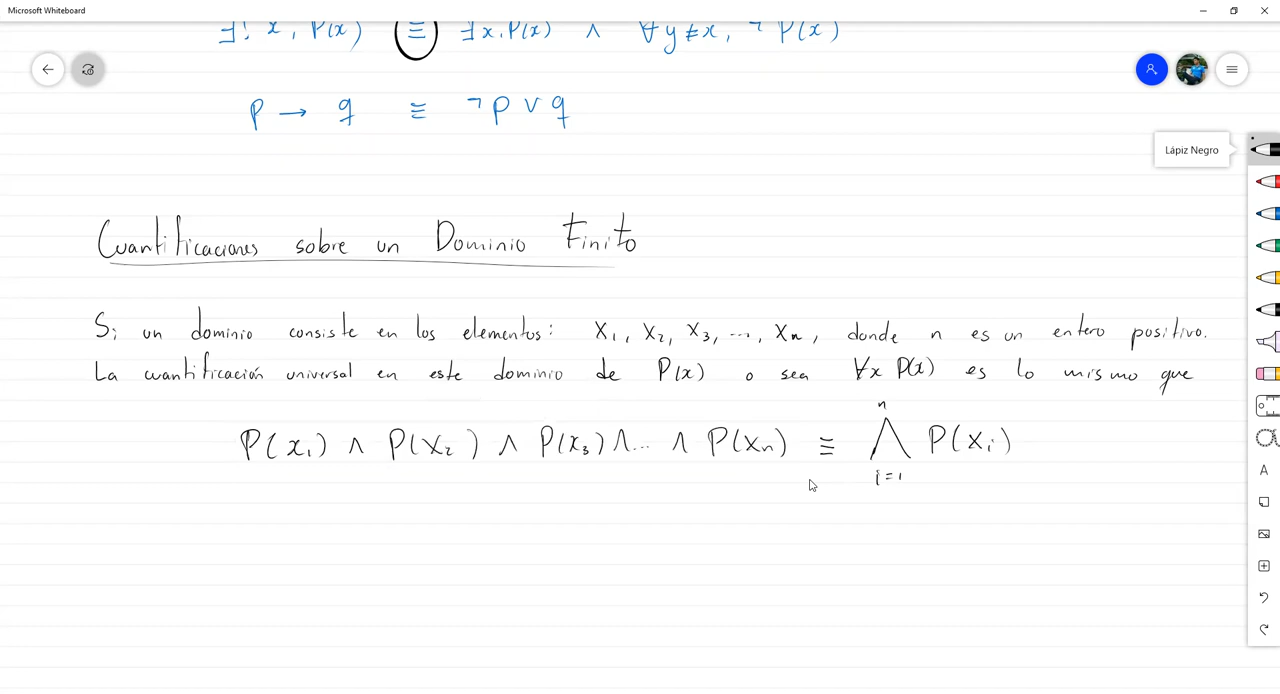 Microsoft Whiteboard
∃! x, P(x) ≡ ∃x, P(x) ∧ ∀y≠x, ¬P(x)
p → q ≡ ¬p ∨ q
Lápiz Negro
Cuantificaciones sobre un Dominio Finito
Si un dominio consiste en los elementos: x₁, x₂, x₃, ..., xₙ, donde n es un entero positivo.
La cuantificación universal en este dominio de P(x) o sea ∀x P(x) es lo mismo que
P(x₁) ∧ P(x₂) ∧ P(x₃) ∧ ... ∧ P(xₙ) ≡ ⋀ⁿᵢ₌₁ P(xᵢ)